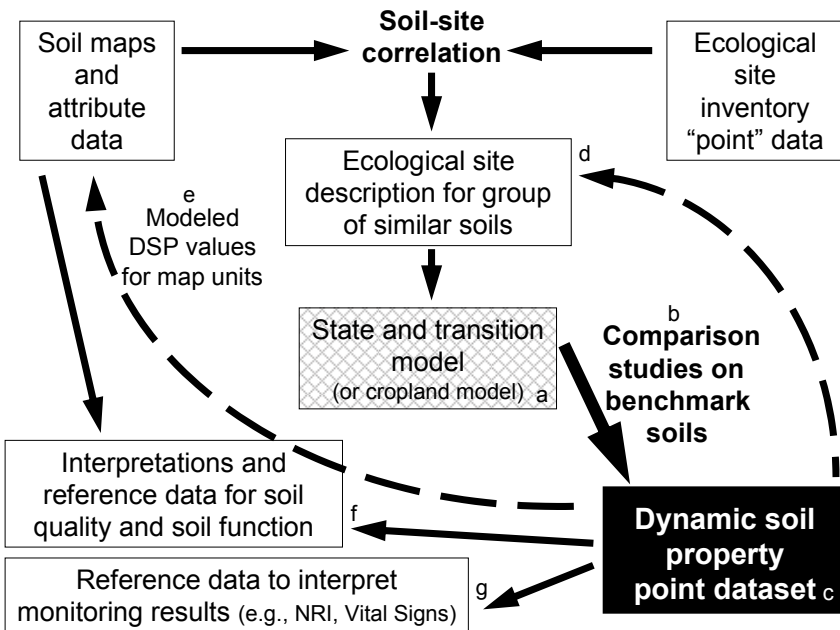 Soil maps
and
attribute
data
Soil-site
correlation
Ecological
site
inventory
“point” data
Ecological site
description for group
of similar soils
d
e
Modeled
DSP values
for map units
State and transition
model
(or cropland model) a
b
Comparison
studies on
benchmark
soils
Interpretations and
reference data for soil
quality and soil function
f
Dynamic soil
property
point dataset c
Reference data to interpret
monitoring results (e.g., NRI, Vital Signs)
g